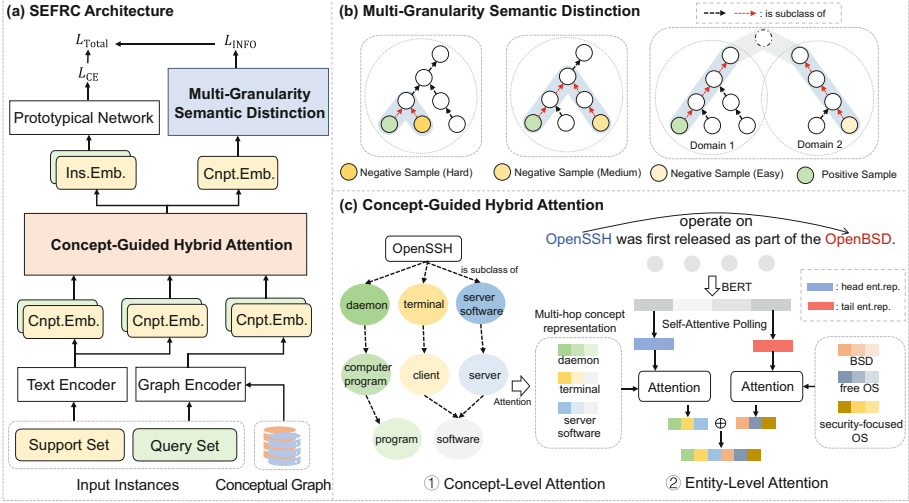 (a) SEFRC Architecture
L_Total
L_INFO
L_CE
Prototypical Network
Multi-Granularity
Semantic Distinction
Ins.Emb.
Cnpt.Emb.
Concept-Guided Hybrid Attention
Cnpt.Emb.
Cnpt.Emb.
Cnpt.Emb.
Text Encoder
Graph Encoder
Support Set
Query Set
Input Instances
Conceptual Graph
(b) Multi-Granularity Semantic Distinction
: is subclass of
Domain 1
Domain 2
Negative Sample (Hard)
Negative Sample (Medium)
Negative Sample (Easy)
Positive Sample
(c) Concept-Guided Hybrid Attention
OpenSSH
is subclass of
daemon
terminal
server
software
computer
program
client
server
program
software
① Concept-Level Attention
Attention
operate on
OpenSSH was first released as part of the OpenBSD.
BERT
: head ent.rep.
: tail ent.rep.
Self-Attentive Polling
Multi-hop concept
representation
daemon
terminal
server
software
Attention
Attention
BSD
free OS
security-focused
OS
⊕
② Entity-Level Attention